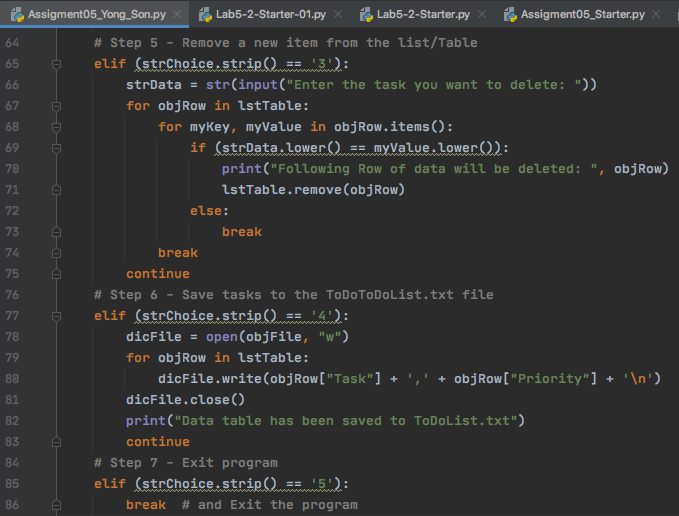 Assigment05_Yong_Son.py Lab5-2-Starter-01.py Lab5-2-Starter.py Assigment05_Starter.py
64 # Step 5 - Remove a new item from the list/Table
65 elif (strChoice.strip() == '3'):
66 strData = str(input("Enter the task you want to delete: "))
67 for objRow in lstTable:
68 for myKey, myValue in objRow.items():
69 if (strData.lower() == myValue.lower()):
70 print("Following Row of data will be deleted: ", objRow)
71 lstTable.remove(objRow)
72 else:
73 break
74 break
75 continue
76 # Step 6 - Save tasks to the ToDoToDoList.txt file
77 elif (strChoice.strip() == '4'):
78 dicFile = open(objFile, "w")
79 for objRow in lstTable:
80 dicFile.write(objRow["Task"] + ',' + objRow["Priority"] + '\n')
81 dicFile.close()
82 print("Data table has been saved to ToDoList.txt")
83 continue
84 # Step 7 - Exit program
85 elif (strChoice.strip() == '5'):
86 break # and Exit the program